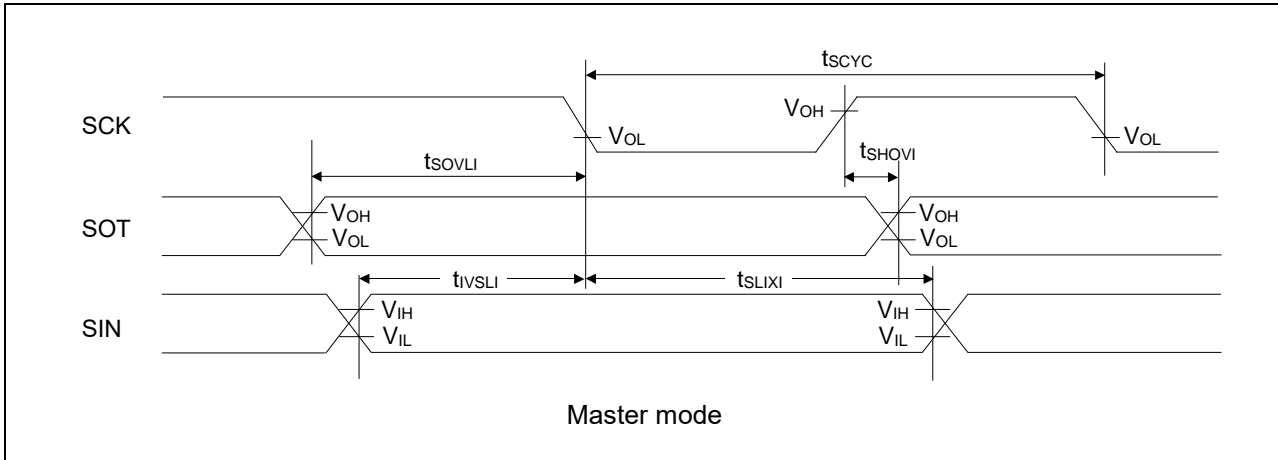 tSCYC
SCK
VOH
VOL
VOL
tSOVLI
tSHOVI
SOT
VOH
VOL
VOH
VOL
tIVSLI
tSLIXI
SIN
VIH
VIL
VIH
VIL
Master mode